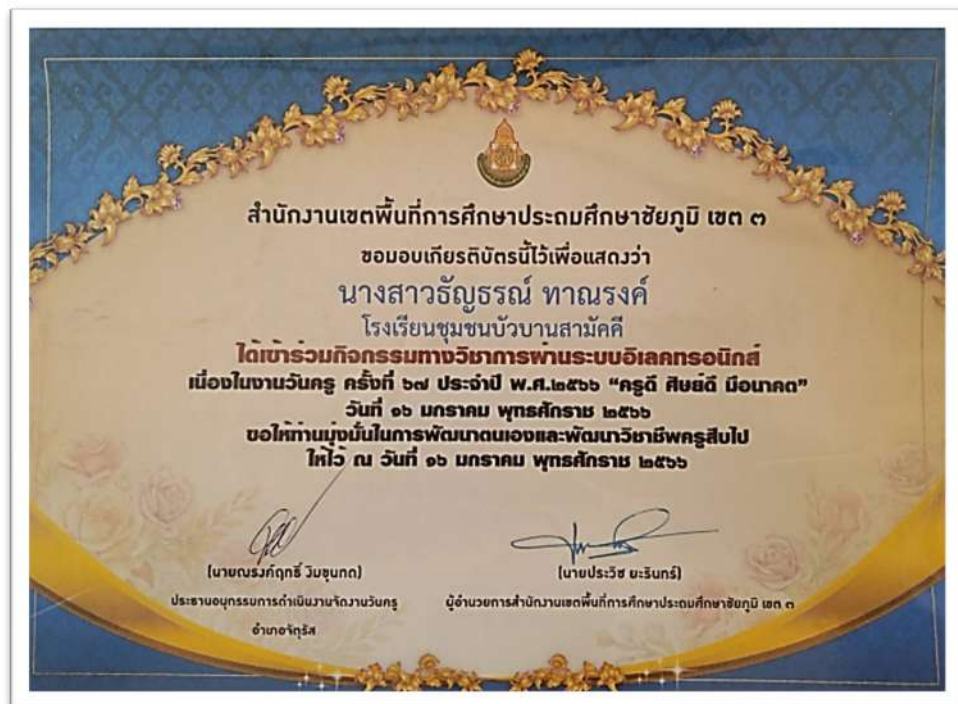 สำนักงานเขตพื้นที่การศึกษาประถมศึกษาชัยภูมิ เขต ๓
ขอมอบเกียรติบัตรนี้ไว้เพื่อแสดงว่า
นางสาวธัญธรณ์ ทาณรงค์
โรงเรียนชุมชนบัวบานสามัคคี
ได้เข้าร่วมกิจกรรมทางวิชาการผ่านระบบอิเลคทรอนิกส์
เนื่องในงานวันครู ครั้งที่ ๖๗ ประจำปี พ.ศ.๒๕๖๖ “ครูดี ศิษย์ดี มีอนาคต”
วันที่ ๑๖ มกราคม พุทธศักราช ๒๕๖๖
ขอให้ท่านมุ่งมั่นในการพัฒนาตนเองและพัฒนาวิชาชีพครูสืบไป
ให้ไว้ ณ วันที่ ๑๖ มกราคม พุทธศักราช ๒๕๖๖
(นายณรงค์ฤทธิ์ วิมขุนทด) (นายประวิช ยะรินทร์)
ประธานอนุกรรมการดำเนินงานจัดงานวันครู ผู้อำนวยการสำนักงานเขตพื้นที่การศึกษาประถมศึกษาชัยภูมิ เขต ๓
อำเภอจัตุรัส